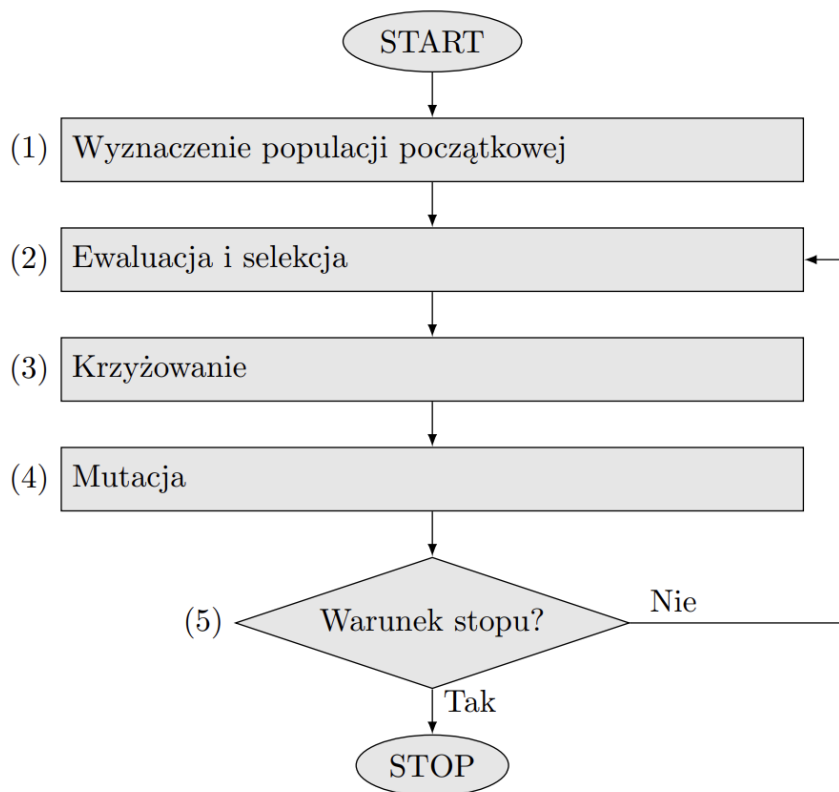 START
(1) Wyznaczenie populacji początkowej
(2) Ewaluacja i selekcja
(3) Krzyżowanie
(4) Mutacja
(5) Warunek stopu?
Nie
Tak
STOP